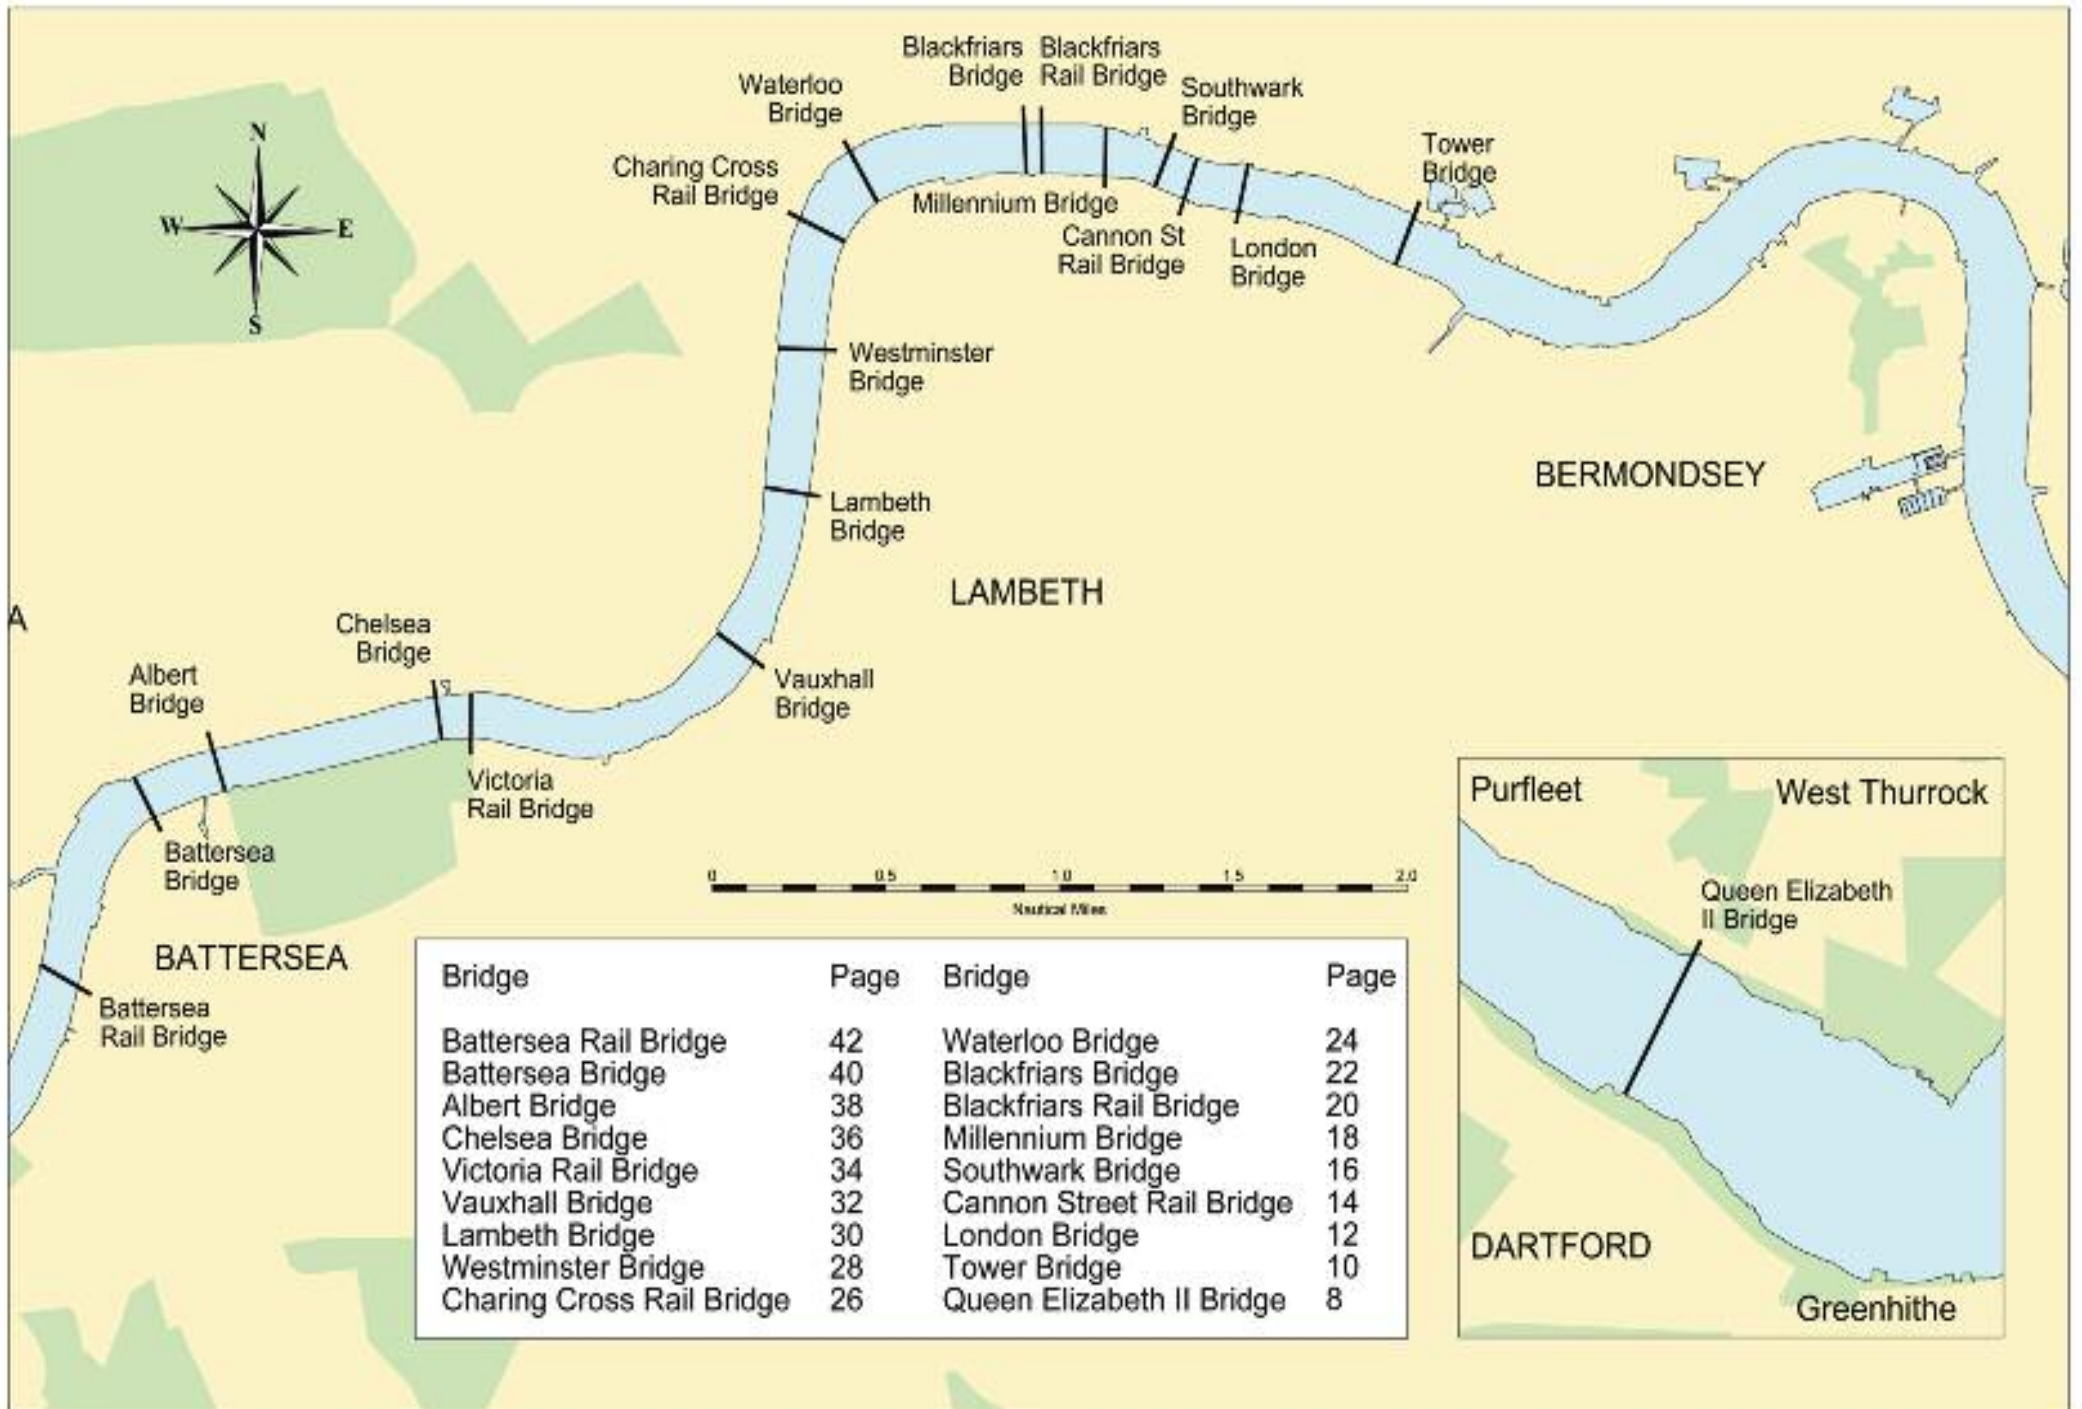 Blackfriars
Bridge
Blackfriars
Rail Bridge
Waterloo
Bridge
Southwark
Bridge
N
W
E
S
Charing Cross
Rail Bridge
Tower
Bridge
Millennium Bridge
Cannon St
Rail Bridge
London
Bridge
Westminster
Bridge
BERMONDSEY
Lambeth
Bridge
LAMBETH
A
Chelsea
Bridge
Albert
Bridge
Vauxhall
Bridge
Victoria
Rail Bridge
Battersea
Bridge
0 0.5 1.0 1.5 2.0
Nautical Miles
BATTERSEA
Battersea
Rail Bridge
Purfleet
West Thurrock
Queen Elizabeth
II Bridge
DARTFORD
Greenhithe
Bridge Page Bridge Page
Battersea Rail Bridge 42 Waterloo Bridge 24
Battersea Bridge 40 Blackfriars Bridge 22
Albert Bridge 38 Blackfriars Rail Bridge 20
Chelsea Bridge 36 Millennium Bridge 18
Victoria Rail Bridge 34 Southwark Bridge 16
Vauxhall Bridge 32 Cannon Street Rail Bridge 14
Lambeth Bridge 30 London Bridge 12
Westminster Bridge 28 Tower Bridge 10
Charing Cross Rail Bridge 26 Queen Elizabeth II Bridge 8